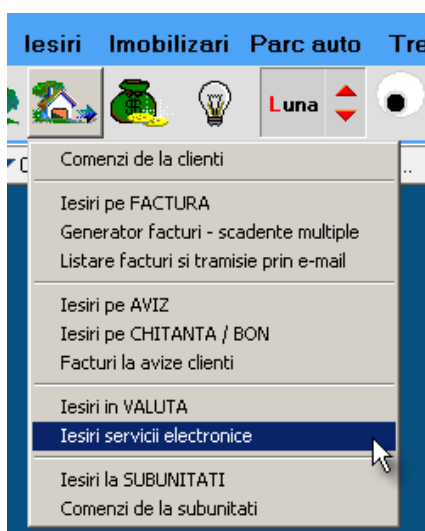 Iesiri Imobilizari Parc auto Tre
Luna
Comenzi de la clienti
Iesiri pe FACTURA
Generator facturi - scadente multiple
Listare facturi si tramisie prin e-mail
Iesiri pe AVIZ
Iesiri pe CHITANTA / BON
Facturi la avize clienti
Iesiri in VALUTA
Iesiri servicii electronice
Iesiri la SUBUNITATI
Comenzi de la subunitati